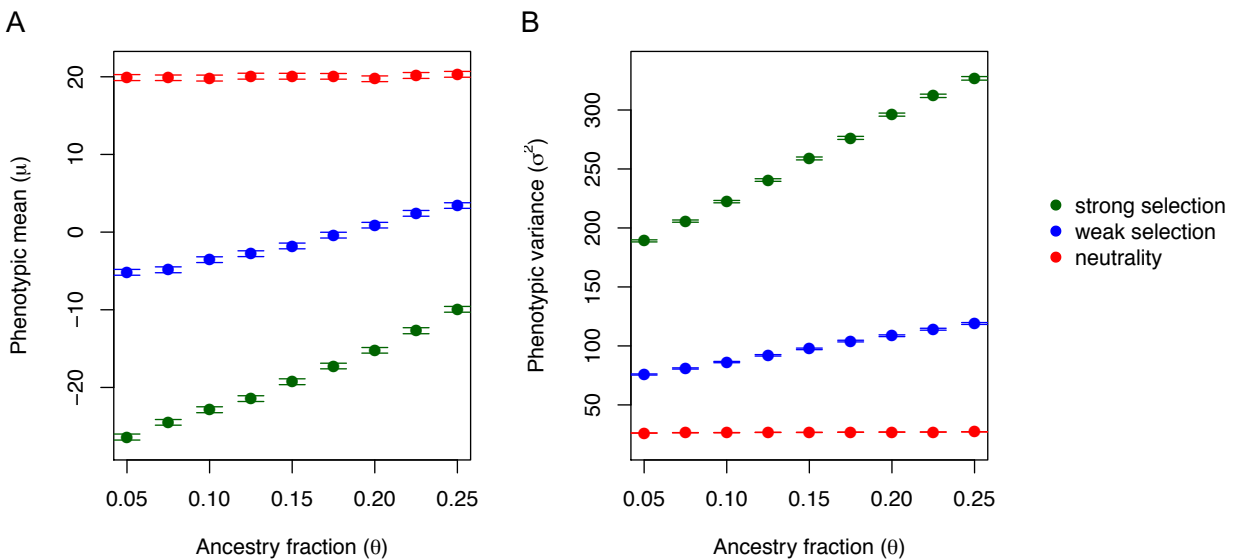 A
B
Phenotypic mean (μ)
20
10
0
−10
−20
0.05
0.10
0.15
0.20
0.25
Ancestry fraction (θ)
Phenotypic variance (σ²)
300
250
200
150
100
50
0.05
0.10
0.15
0.20
0.25
Ancestry fraction (θ)
strong selection
weak selection
neutrality